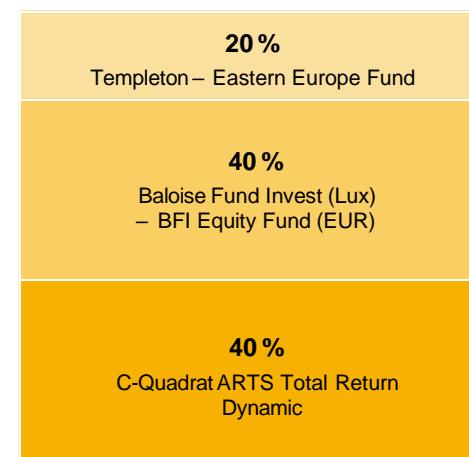 20 %
Templeton – Eastern Europe Fund
40 %
Baloise Fund Invest (Lux)
– BFI Equity Fund (EUR)
40 %
C-Quadrat ARTS Total Return
Dynamic